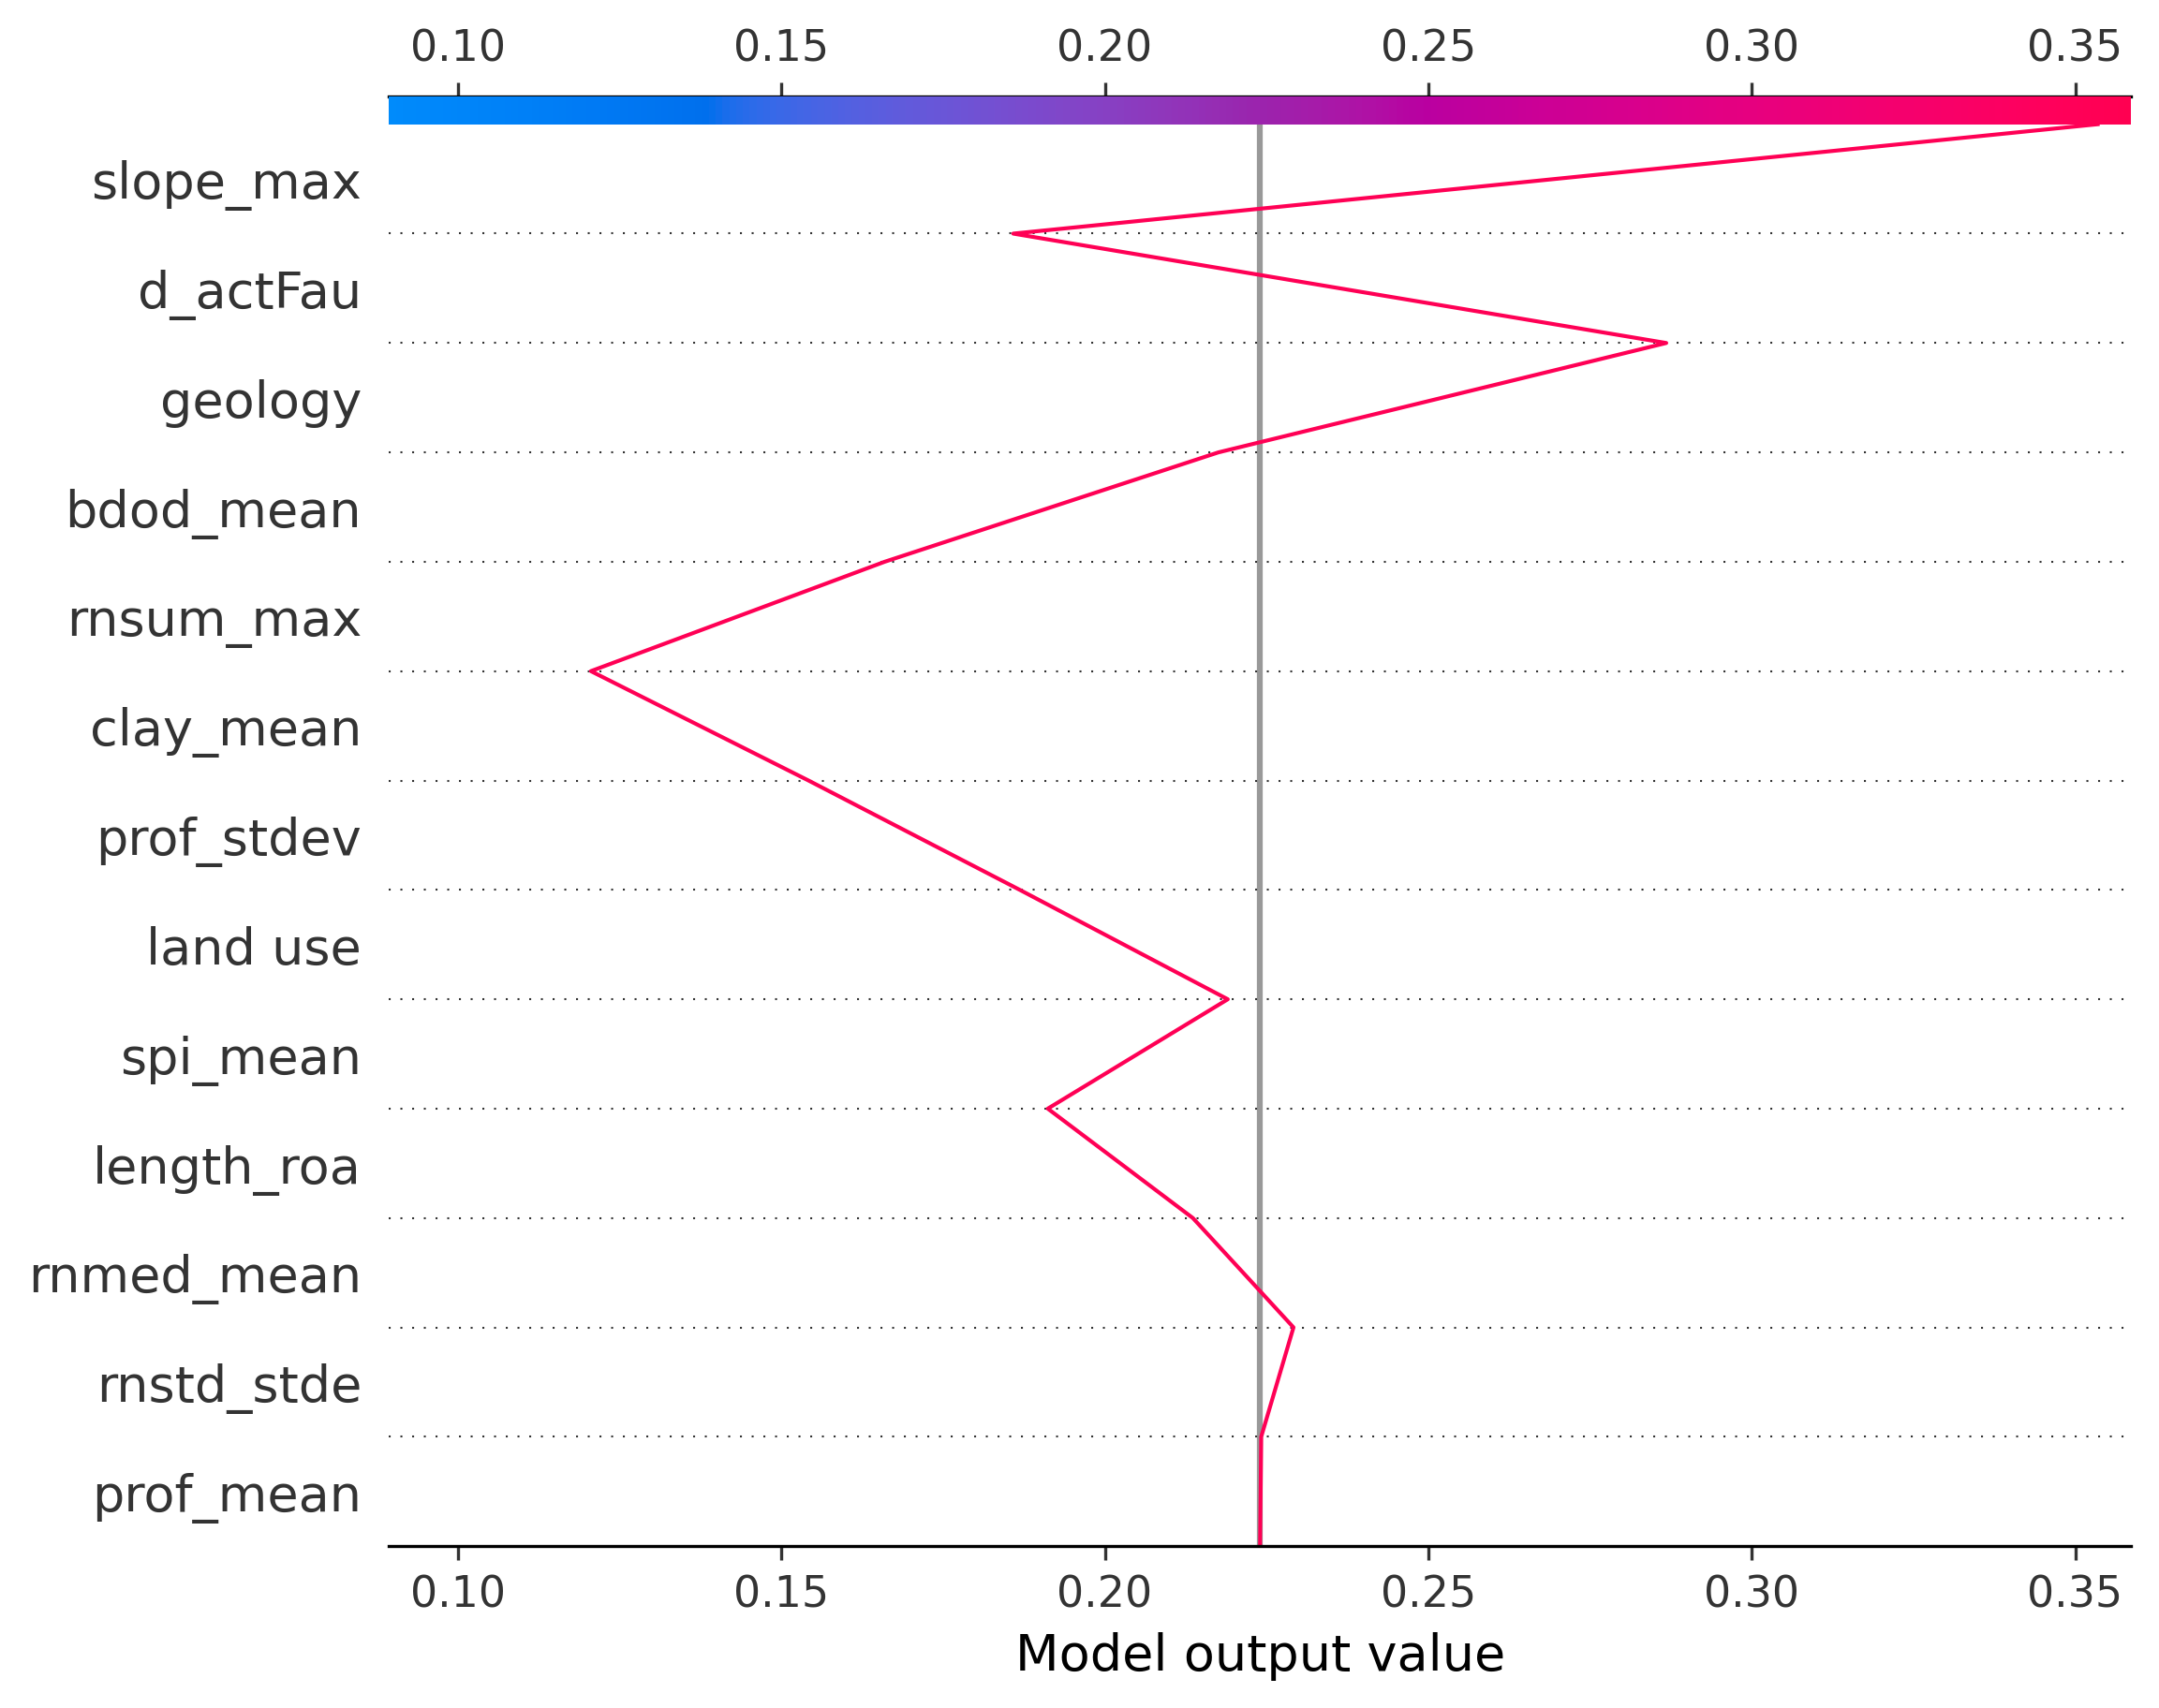 0.10 0.15 0.20 0.25 0.30 0.35
slope_max
d_actFau
geology
bdod_mean
rnsum_max
clay_mean
prof_stdev
land use
spi_mean
length_roa
rnmed_mean
rnstd_stde
prof_mean
0.10 0.15 0.20 0.25 0.30 0.35
Model output value